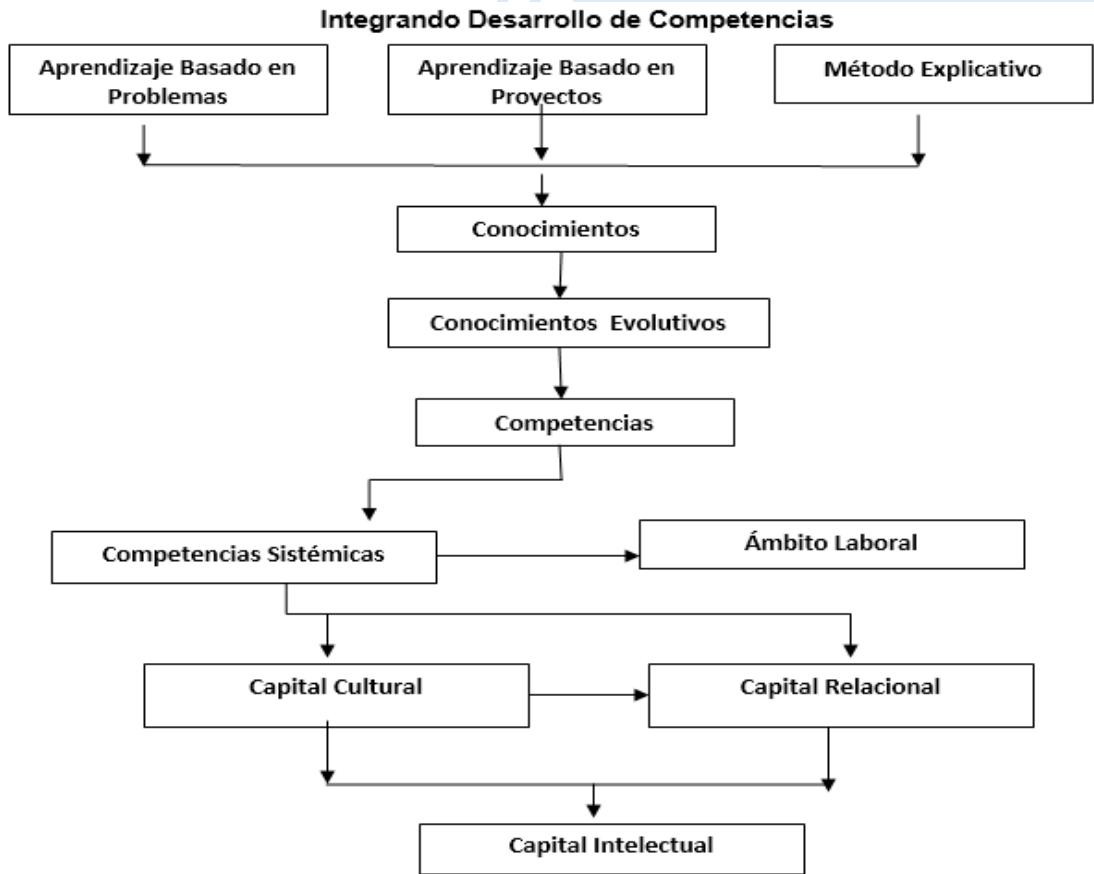 Integrando Desarrollo de Competencias
Aprendizaje Basado en
Problemas
Aprendizaje Basado en
Proyectos
Método Explicativo
Conocimientos
Conocimientos Evolutivos
Competencias
Competencias Sistémicas
Ámbito Laboral
Capital Cultural
Capital Relacional
Capital Intelectual